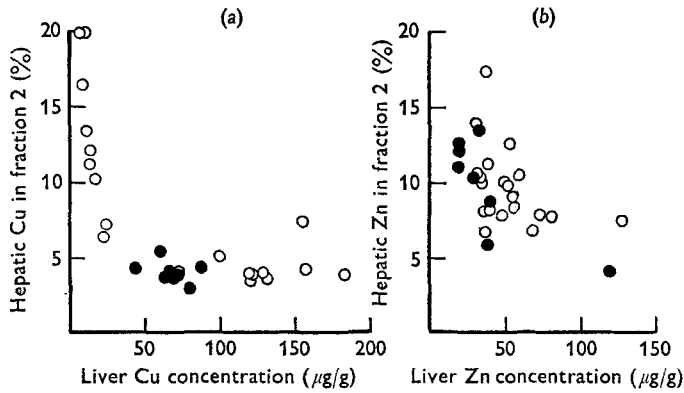 (a)
Hepatic Cu in fraction 2 (%)
20
15
10
5
50
100
150
200
Liver Cu concentration (μg/g)
(b)
Hepatic Zn in fraction 2 (%)
20
15
10
5
50
100
150
Liver Zn concentration (μg/g)